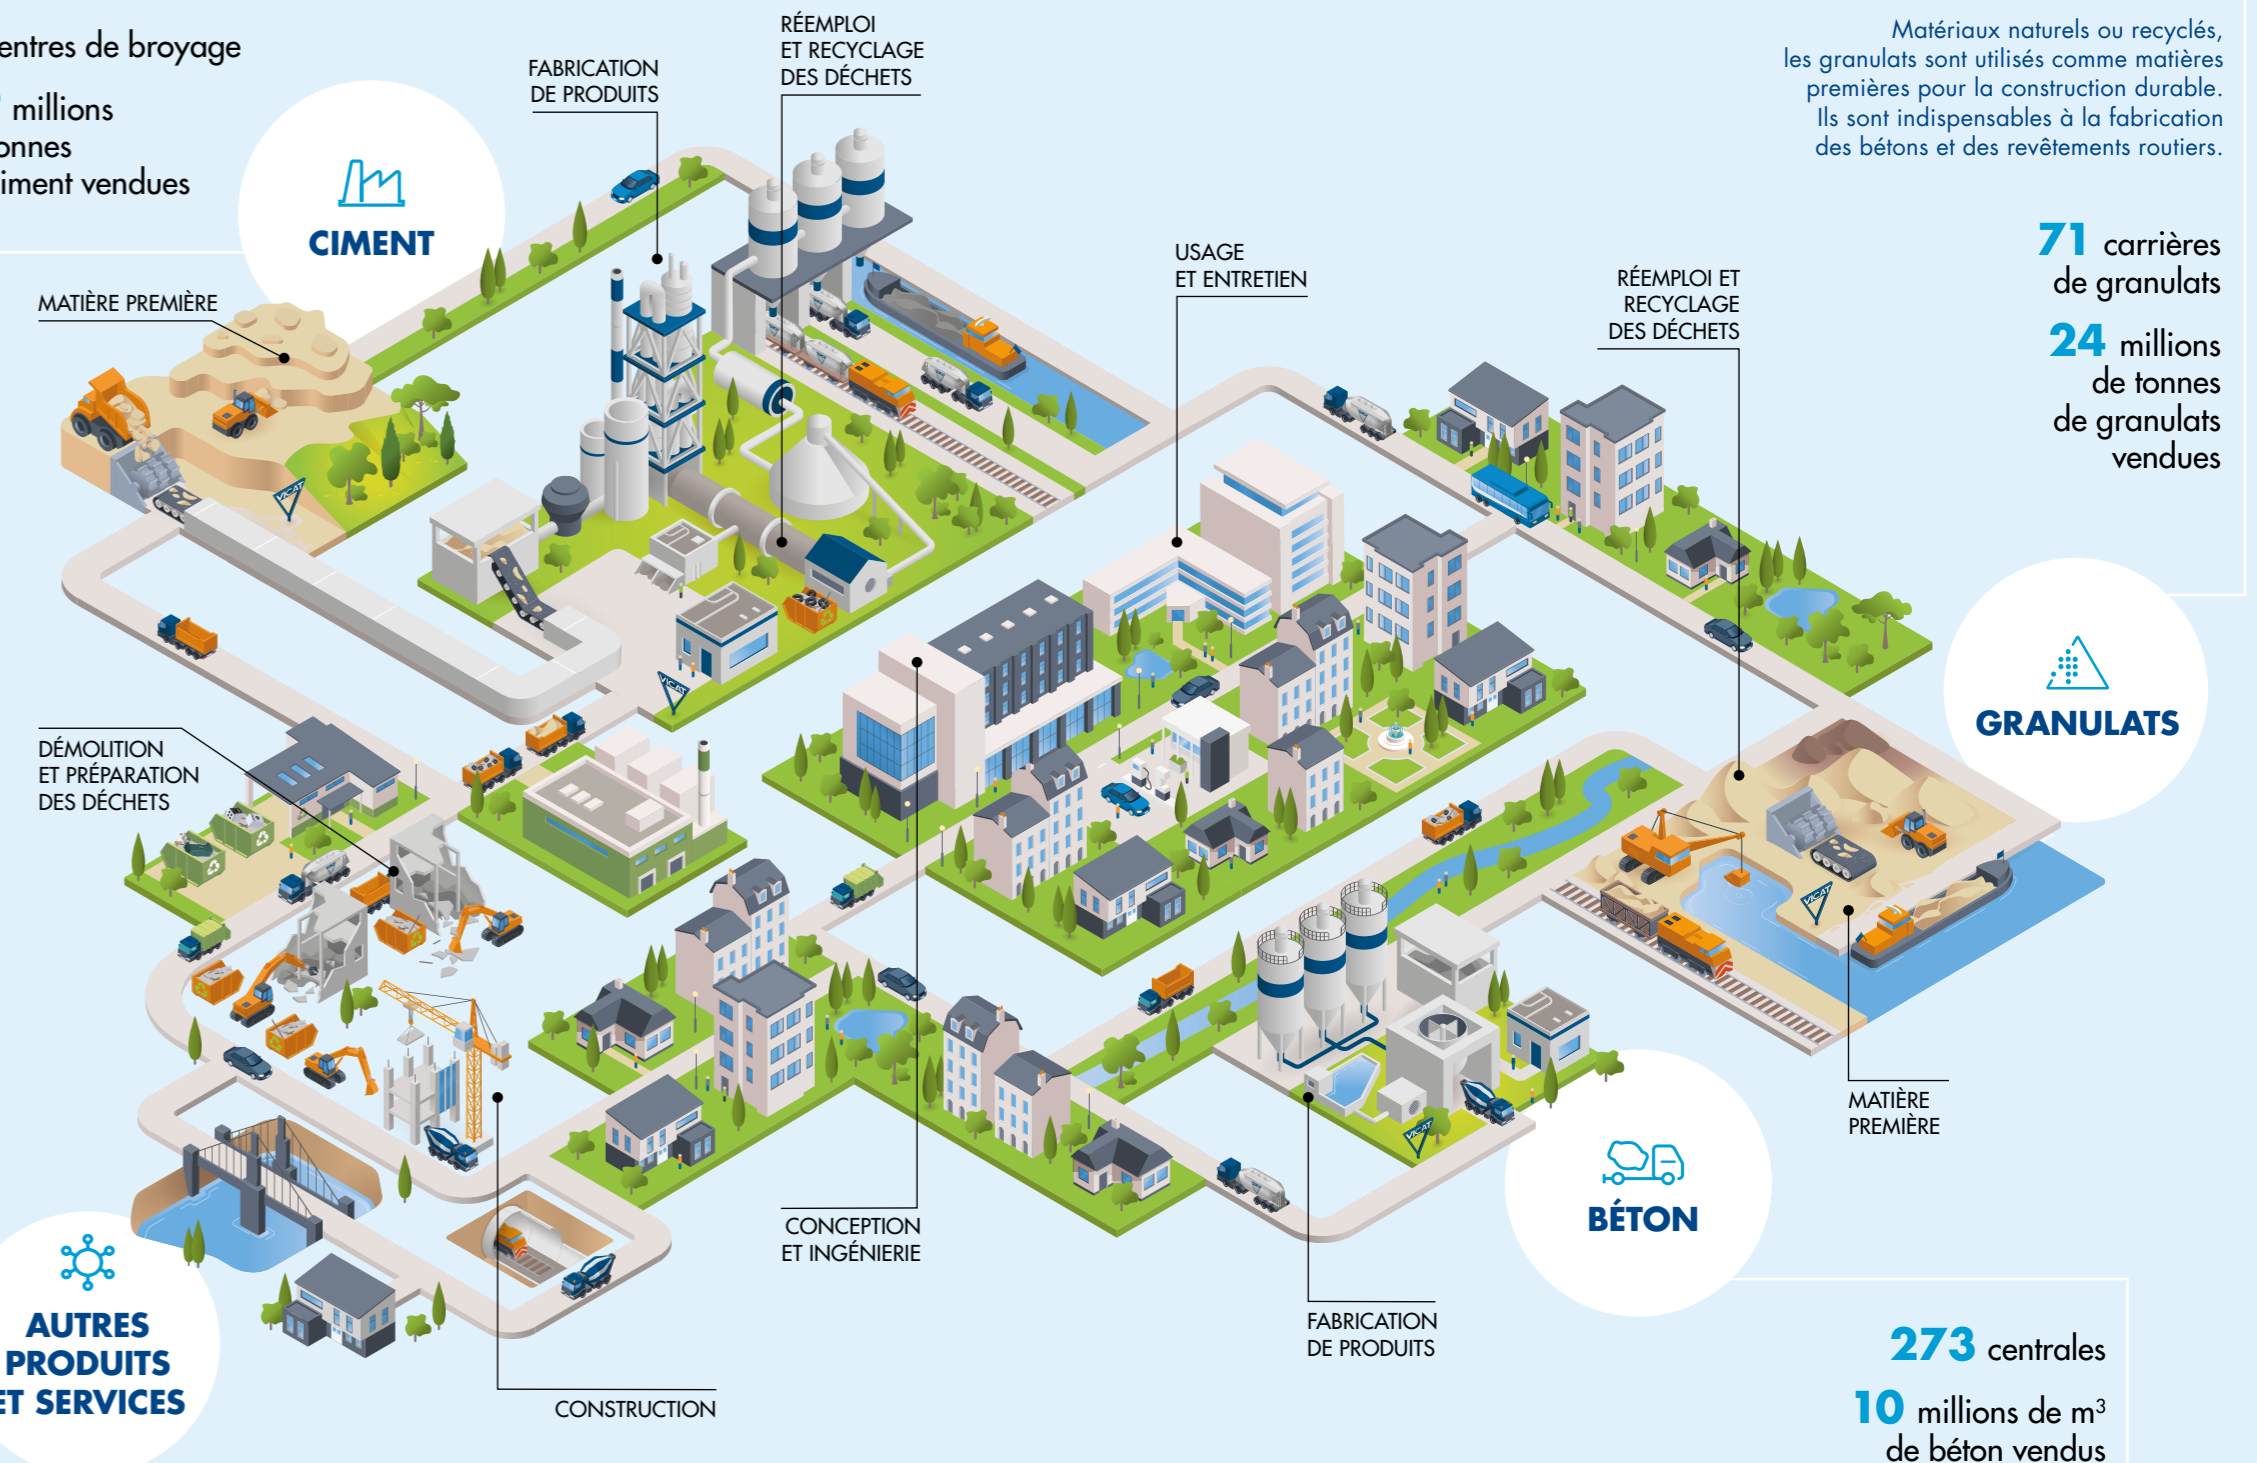 de broyage
millions
vendues
CIMENT
MATIÈRE PREMIÈRE
FABRICATION
DE PRODUITS
RÉEMPLOI
ET RECYCLAGE
DES DÉCHETS
USAGE
ET ENTRETIEN
RÉEMPLOI ET
RECYCLAGE
DES DÉCHETS
Matériaux naturels ou recyclés,
les granulats sont utilisés comme matières
premières pour la construction durable.
Ils sont indispensables à la fabrication
des bétons et des revêtements routiers.
71 carrières
de granulats
24 millions
de tonnes
de granulats
vendues
GRANULATS
VICAT
VICAT
DÉMOLITION
ET PRÉPARATION
DES DÉCHETS
VICAT
MATIÈRE
PREMIÈRE
VICAT
BÉTON
CONCEPTION
ET INGÉNIERIE
FABRICATION
DE PRODUITS
CONSTRUCTION
AUTRES
PRODUITS
ET SERVICES
273 centrales
10 millions de m³
de béton vendus